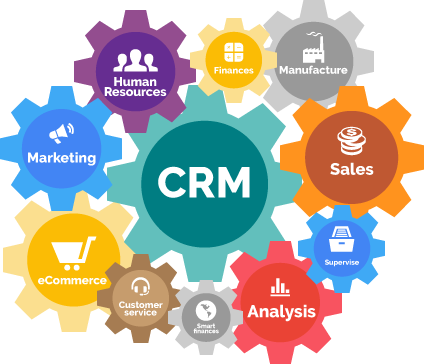 Human
Resources
Finances
Manufacture
Marketing
CRM
Sales
eCommerce
Supervise
Customer
service
Smart
finances
Analysis